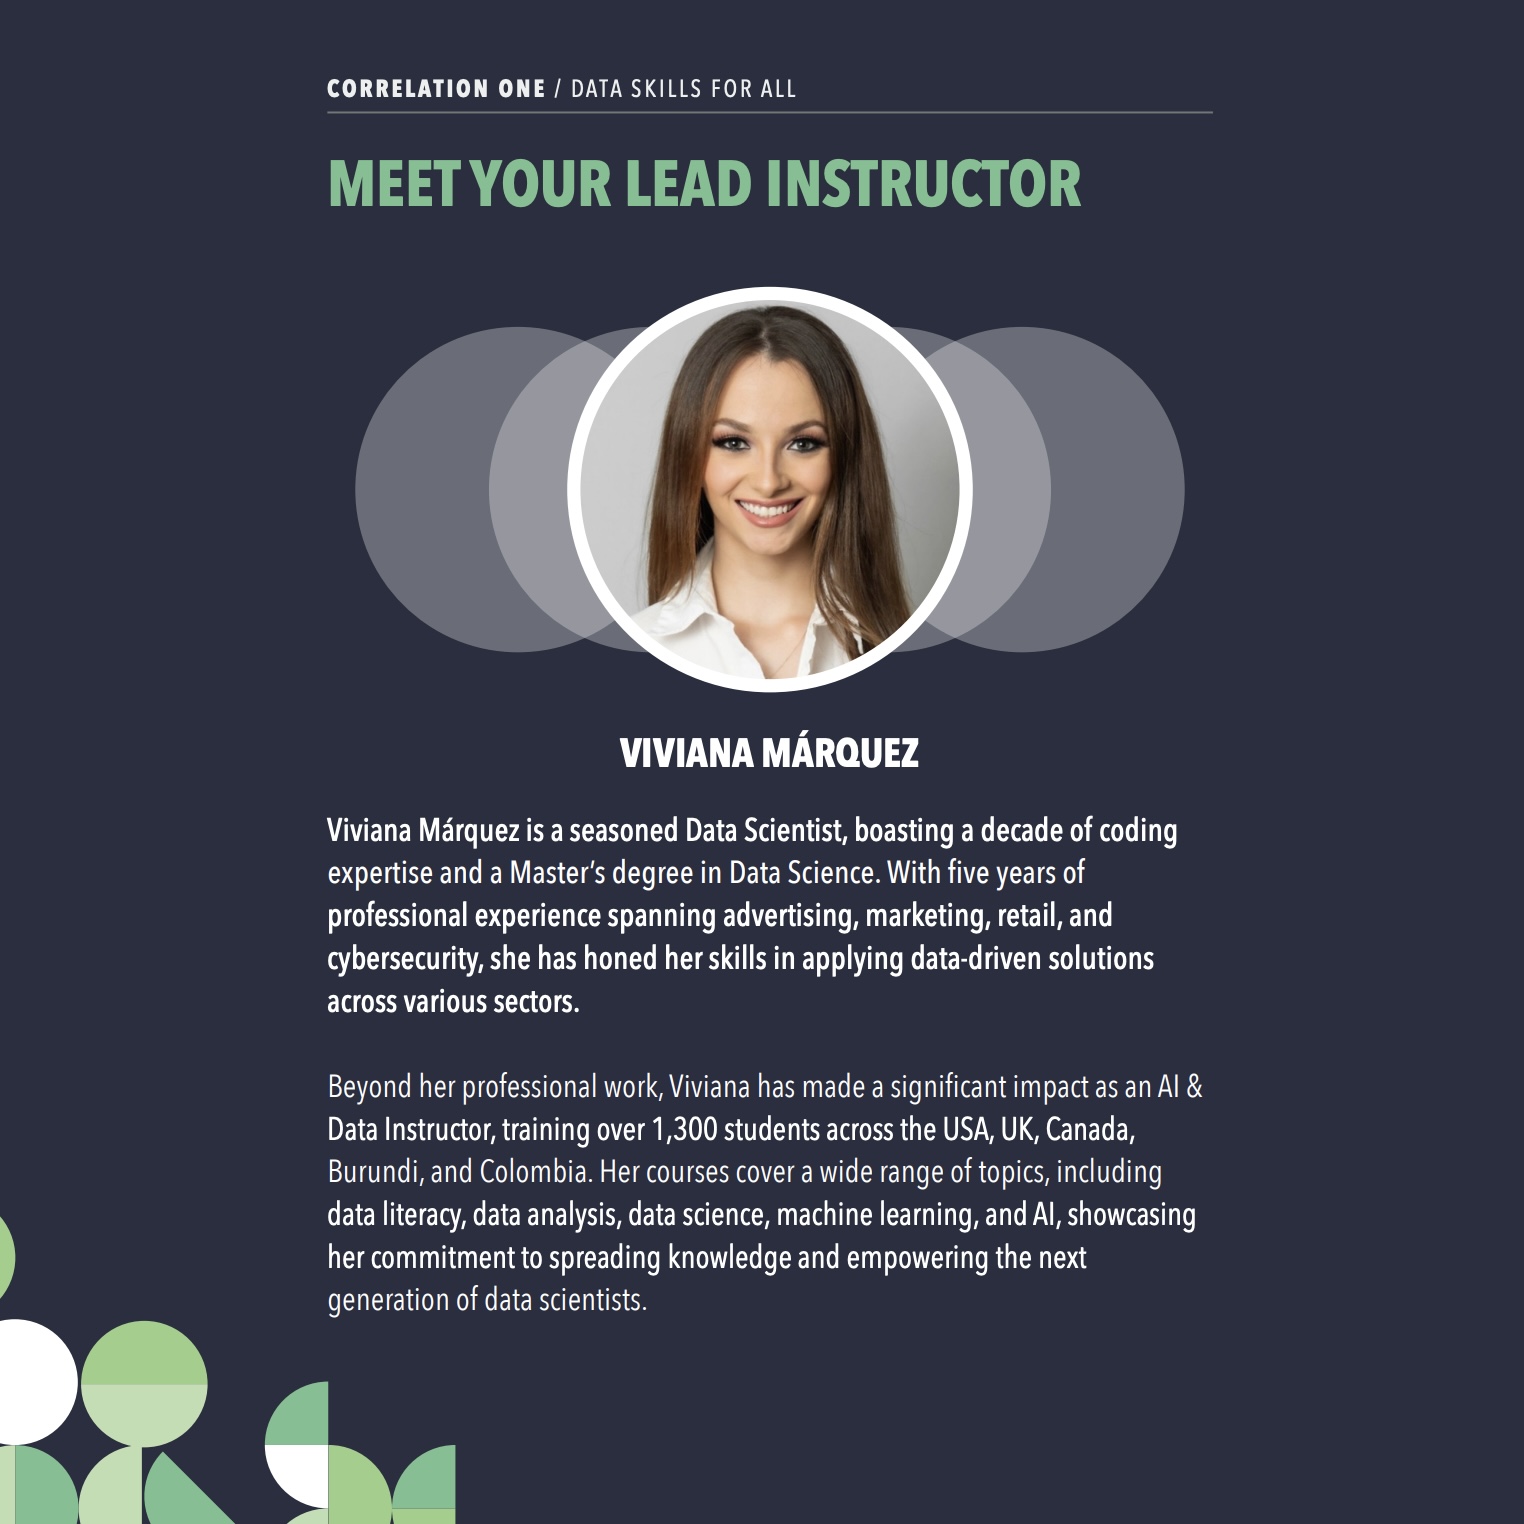 CORRELATION ONE / DATA SKILLS FOR ALL
MEET YOUR LEAD INSTRUCTOR
VIVIANA MÁRQUEZ
Viviana Márquez is a seasoned Data Scientist, boasting a decade of coding
expertise and a Master’s degree in Data Science. With five years of
professional experience spanning advertising, marketing, retail, and
cybersecurity, she has honed her skills in applying data-driven solutions
across various sectors.
Beyond her professional work, Viviana has made a significant impact as an AI &
Data Instructor, training over 1,300 students across the USA, UK, Canada,
Burundi, and Colombia. Her courses cover a wide range of topics, including
data literacy, data analysis, data science, machine learning, and AI, showcasing
her commitment to spreading knowledge and empowering the next
generation of data scientists.